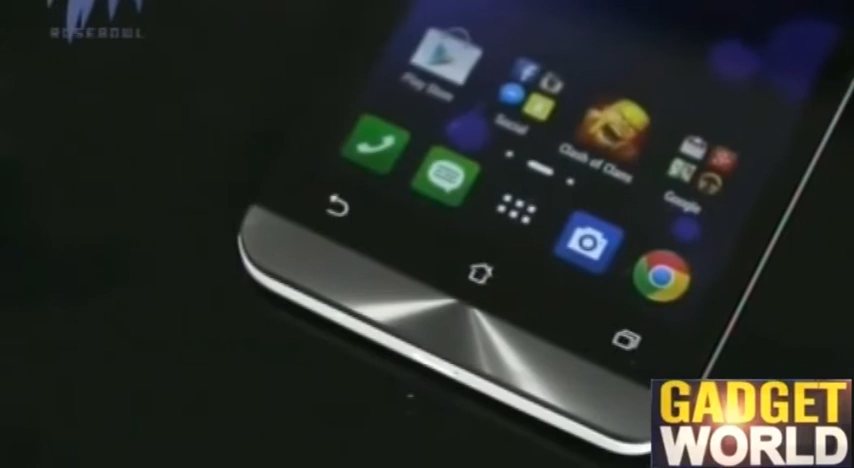 ROSEBOWL
Play Store
Social
Clash of Clans
Google
GADGET
WORLD